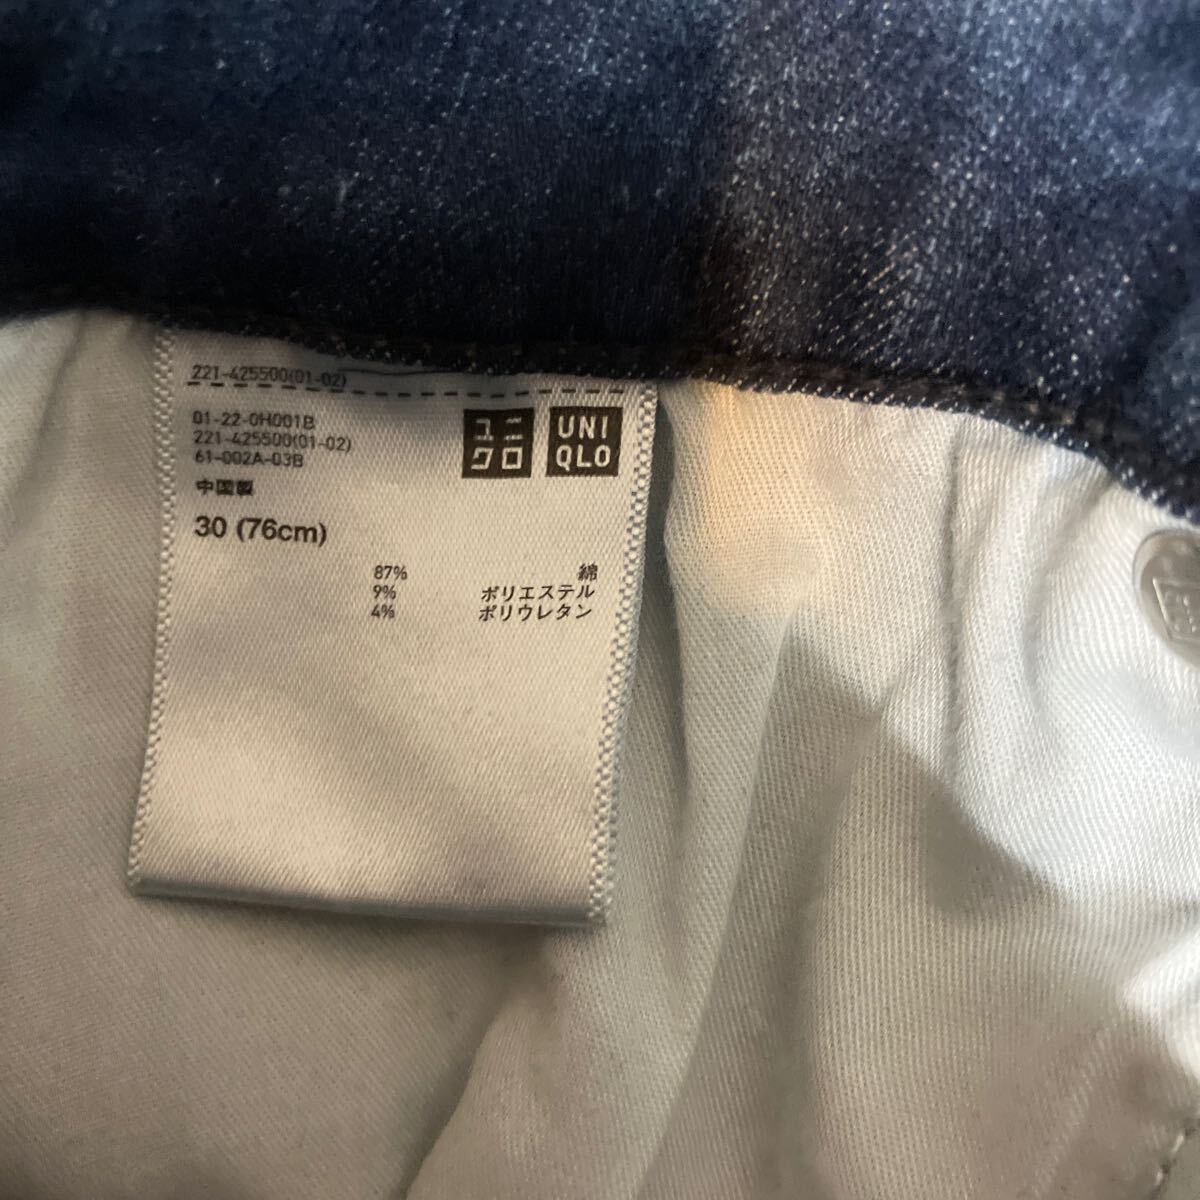 221-425500(01-02)
01-22-0H001B
221-425500(01-02)
61-002A-03B
ユニ
クロ
UNI
QLO
中国製
30 (76cm)
87% 綿
9% ポリエステル
4% ポリウレタン